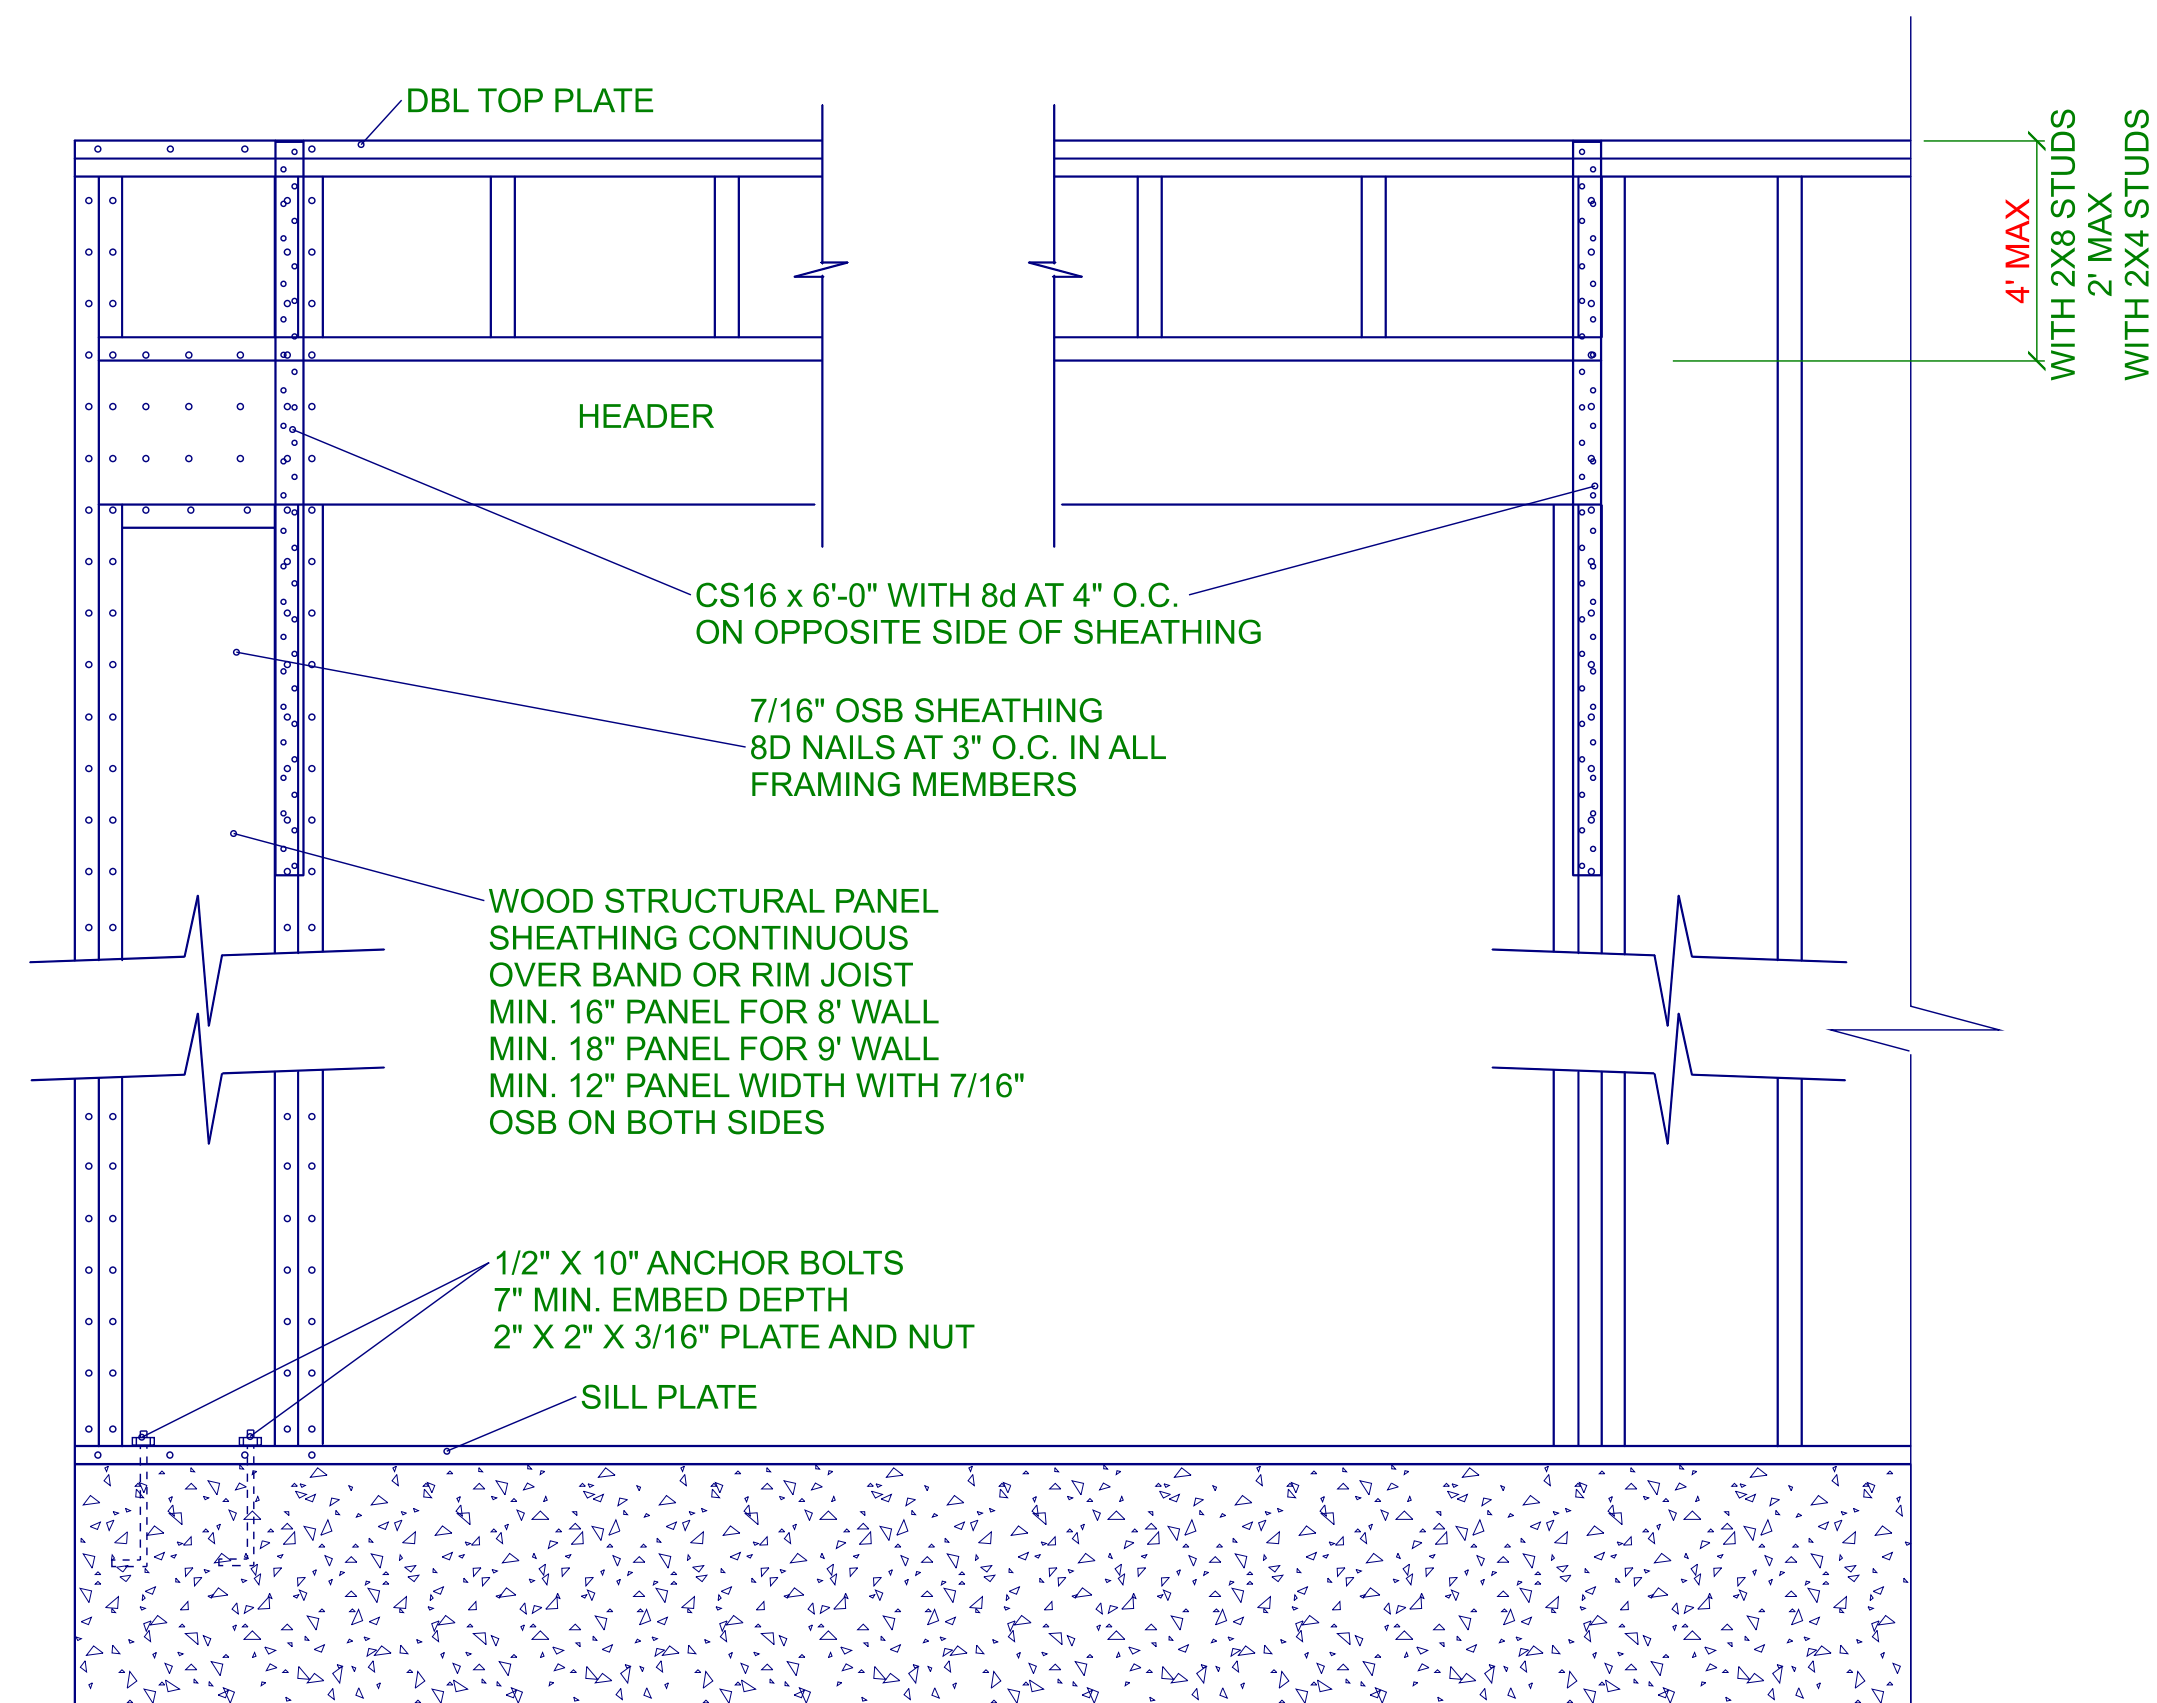 DBL TOP PLATE
4' MAX
WITH 2X8 STUDS
2' MAX
WITH 2X4 STUDS
HEADER
CS16 x 6'-0" WITH 8d AT 4" O.C.
ON OPPOSITE SIDE OF SHEATHING
7/16" OSB SHEATHING
8D NAILS AT 3" O.C. IN ALL
FRAMING MEMBERS
WOOD STRUCTURAL PANEL
SHEATHING CONTINUOUS
OVER BAND OR RIM JOIST
MIN. 16" PANEL FOR 8' WALL
MIN. 18" PANEL FOR 9' WALL
MIN. 12" PANEL WIDTH WITH 7/16"
OSB ON BOTH SIDES
1/2" X 10" ANCHOR BOLTS
7" MIN. EMBED DEPTH
2" X 2" X 3/16" PLATE AND NUT
SILL PLATE